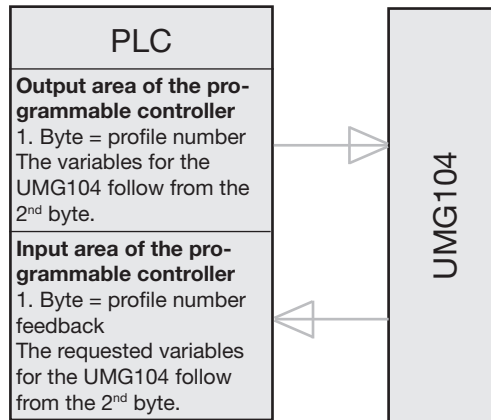 PLC
Output area of the pro-
grammable controller
1. Byte = profile number
The variables for the
UMG104 follow from the
2nd byte.
Input area of the pro-
grammable controller
1. Byte = profile number
feedback
The requested variables
for the UMG104 follow
from the 2nd byte.
UMG104